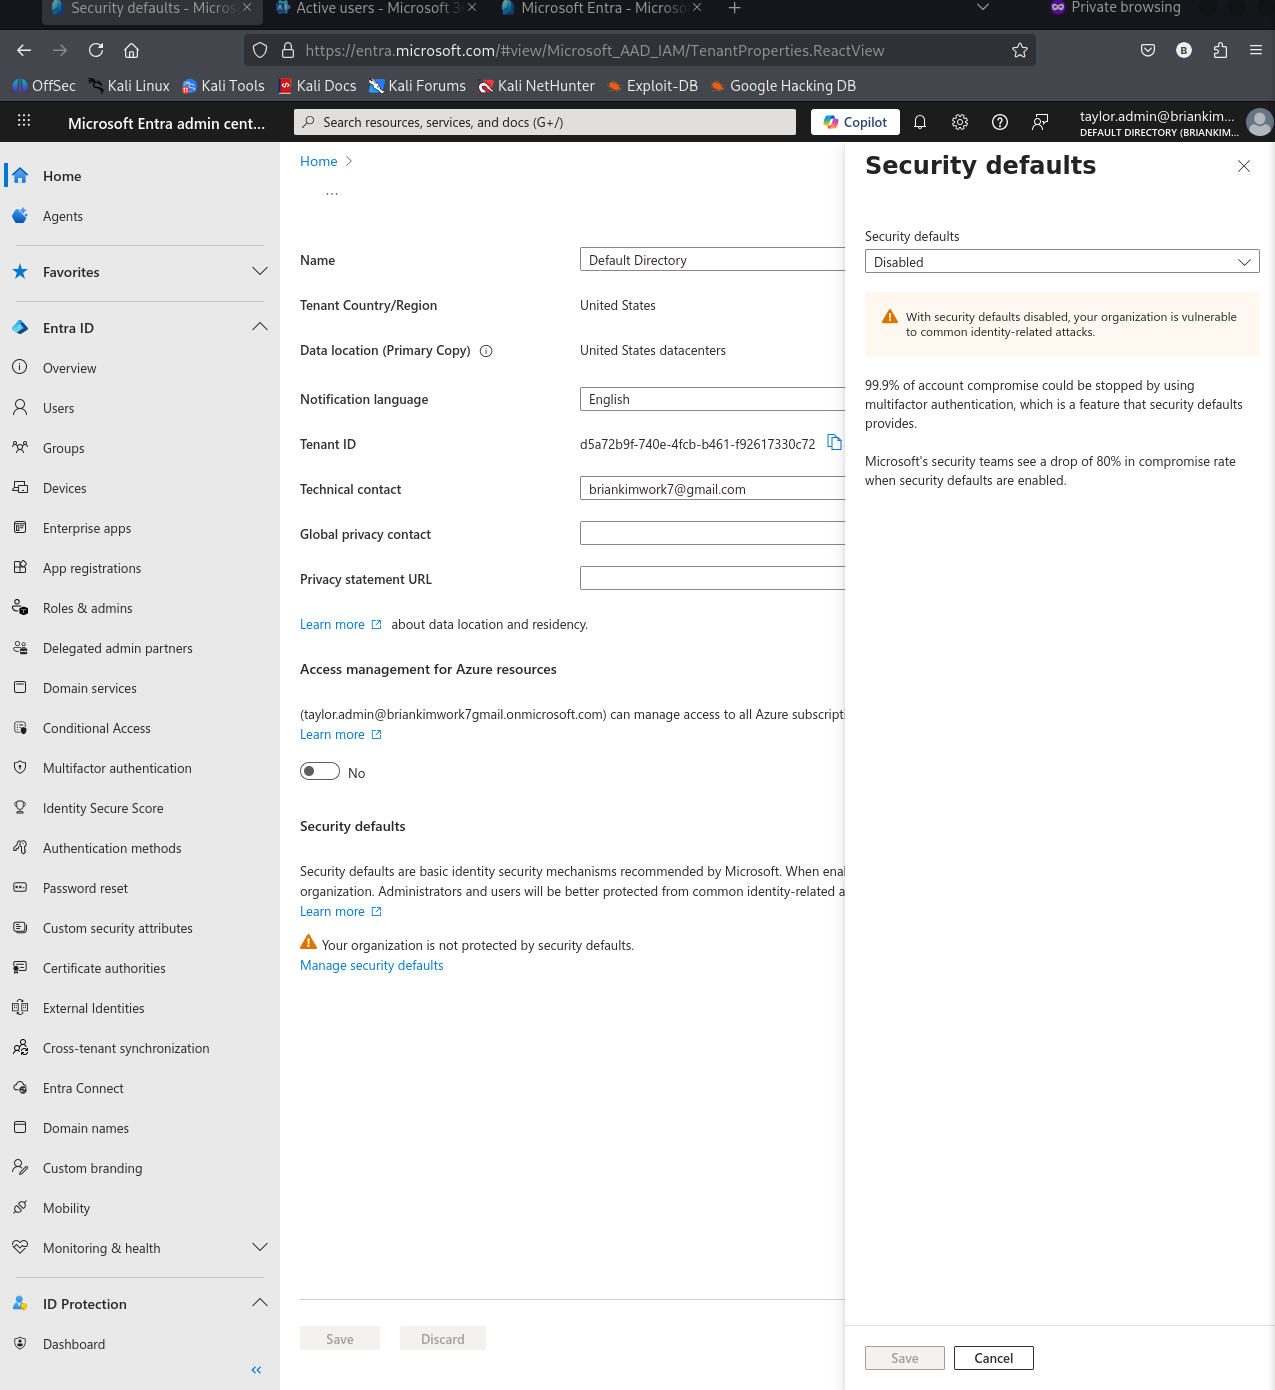 Security defaults - Micros
Active users - Microsoft 3
Microsoft Entra - Microso
Private browsing
https://entra.microsoft.com/#view/Microsoft_AAD_IAM/TenantProperties.ReactView
B
OffSec
Kali Linux
Kali Tools
Kali Docs
Kali Forums
Kali NetHunter
Exploit-DB
Google Hacking DB
Microsoft Entra admin cent...
Search resources, services, and docs (G+/)
Copilot
taylor.admin@briankim...
DEFAULT DIRECTORY (BRIANKIM...
Home
Agents
Favorites
Entra ID
Overview
Users
Groups
Devices
Enterprise apps
App registrations
Roles & admins
Delegated admin partners
Domain services
Conditional Access
Multifactor authentication
Identity Secure Score
Authentication methods
Password reset
Custom security attributes
Certificate authorities
External Identities
Cross-tenant synchronization
Entra Connect
Domain names
Custom branding
Mobility
Monitoring & health
ID Protection
Dashboard
Home
...
Name
Default Directory
Tenant Country/Region
United States
Data location (Primary Copy)
United States datacenters
Notification language
English
Tenant ID
d5a72b9f-740e-4fcb-b461-f92617330c72
Technical contact
briankimwork7@gmail.com
Global privacy contact
Privacy statement URL
Learn more about data location and residency.
Access management for Azure resources
(taylor.admin@briankimwork7gmail.onmicrosoft.com) can manage access to all Azure subscripti
Learn more
No
Security defaults
Security defaults are basic identity security mechanisms recommended by Microsoft. When enal
organization. Administrators and users will be better protected from common identity-related a
Learn more
Your organization is not protected by security defaults.
Manage security defaults
Save
Discard
Security defaults
Security defaults
Disabled
With security defaults disabled, your organization is vulnerable
to common identity-related attacks.
99.9% of account compromise could be stopped by using
multifactor authentication, which is a feature that security defaults
provides.
Microsoft's security teams see a drop of 80% in compromise rate
when security defaults are enabled.
Save
Cancel